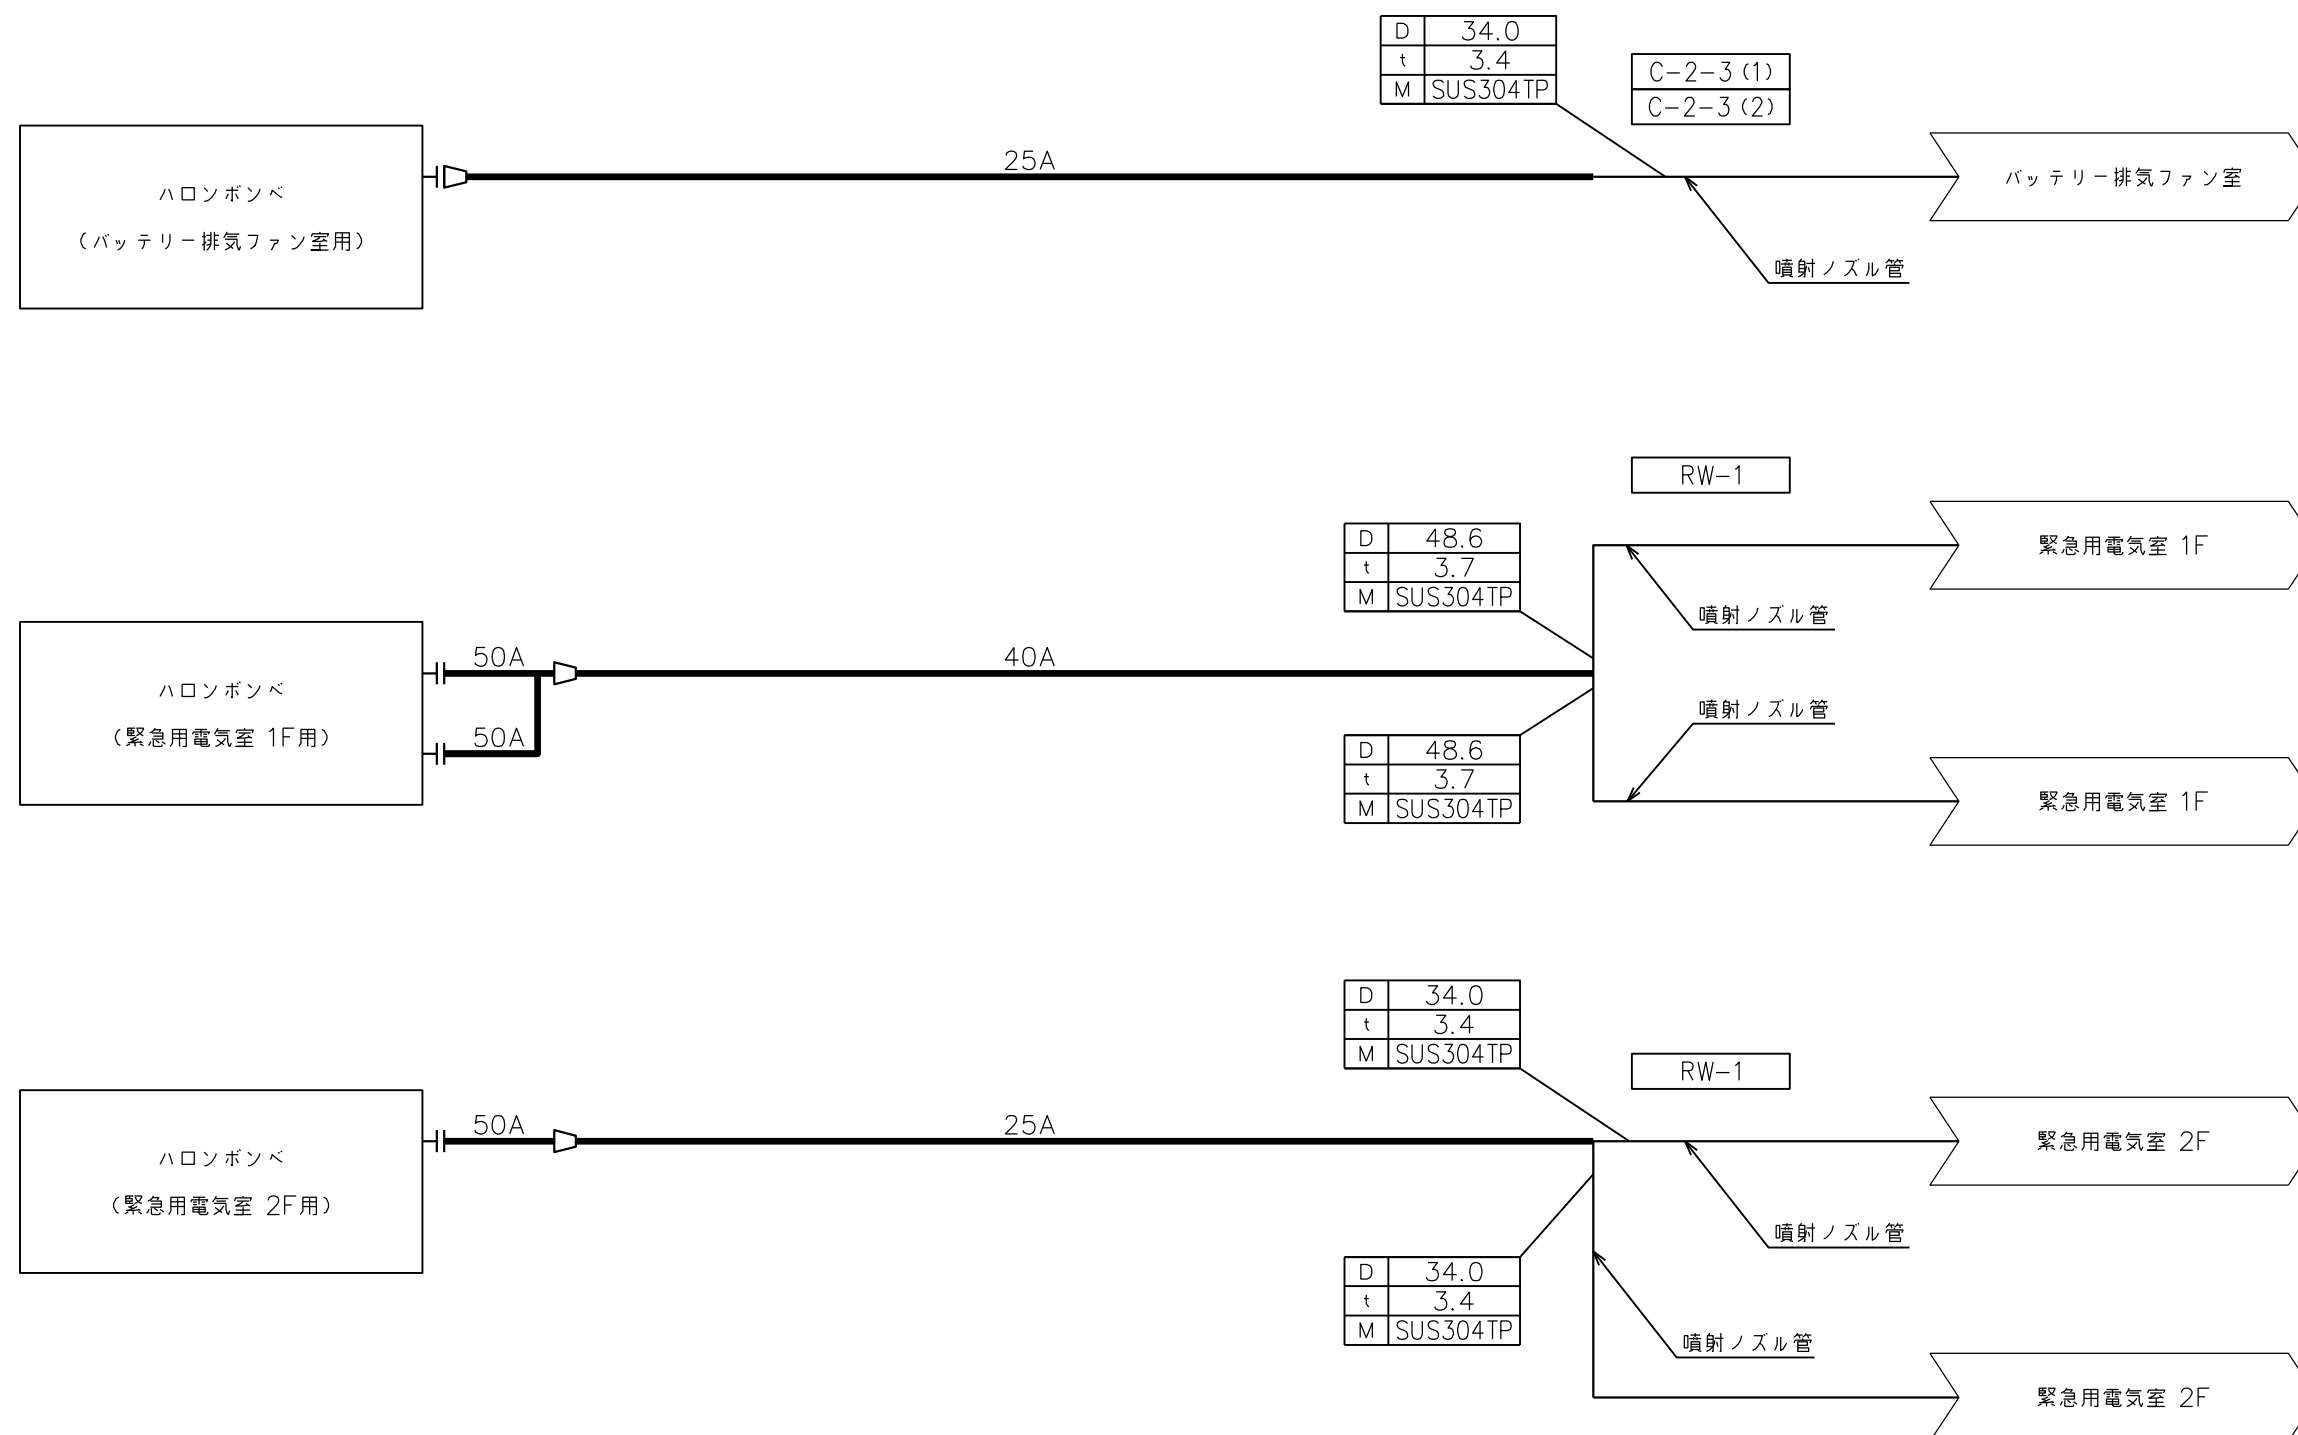 D 34.0
t 3.4
M SUS304TP
C-2-3(1)
C-2-3(2)
25A
ハロンボンベ
(バッテリー排気ファン室用)
バッテリー排気ファン室
噴射ノズル管
RW-1
D 48.6
t 3.7
M SUS304TP
緊急用電気室 1F
噴射ノズル管
50A
40A
ハロンボンベ
(緊急用電気室 1F用)
50A
噴射ノズル管
D 48.6
t 3.7
M SUS304TP
緊急用電気室 1F
D 34.0
t 3.4
M SUS304TP
RW-1
50A
25A
ハロンボンベ
(緊急用電気室 2F用)
緊急用電気室 2F
噴射ノズル管
D 34.0
t 3.4
M SUS304TP
噴射ノズル管
緊急用電気室 2F